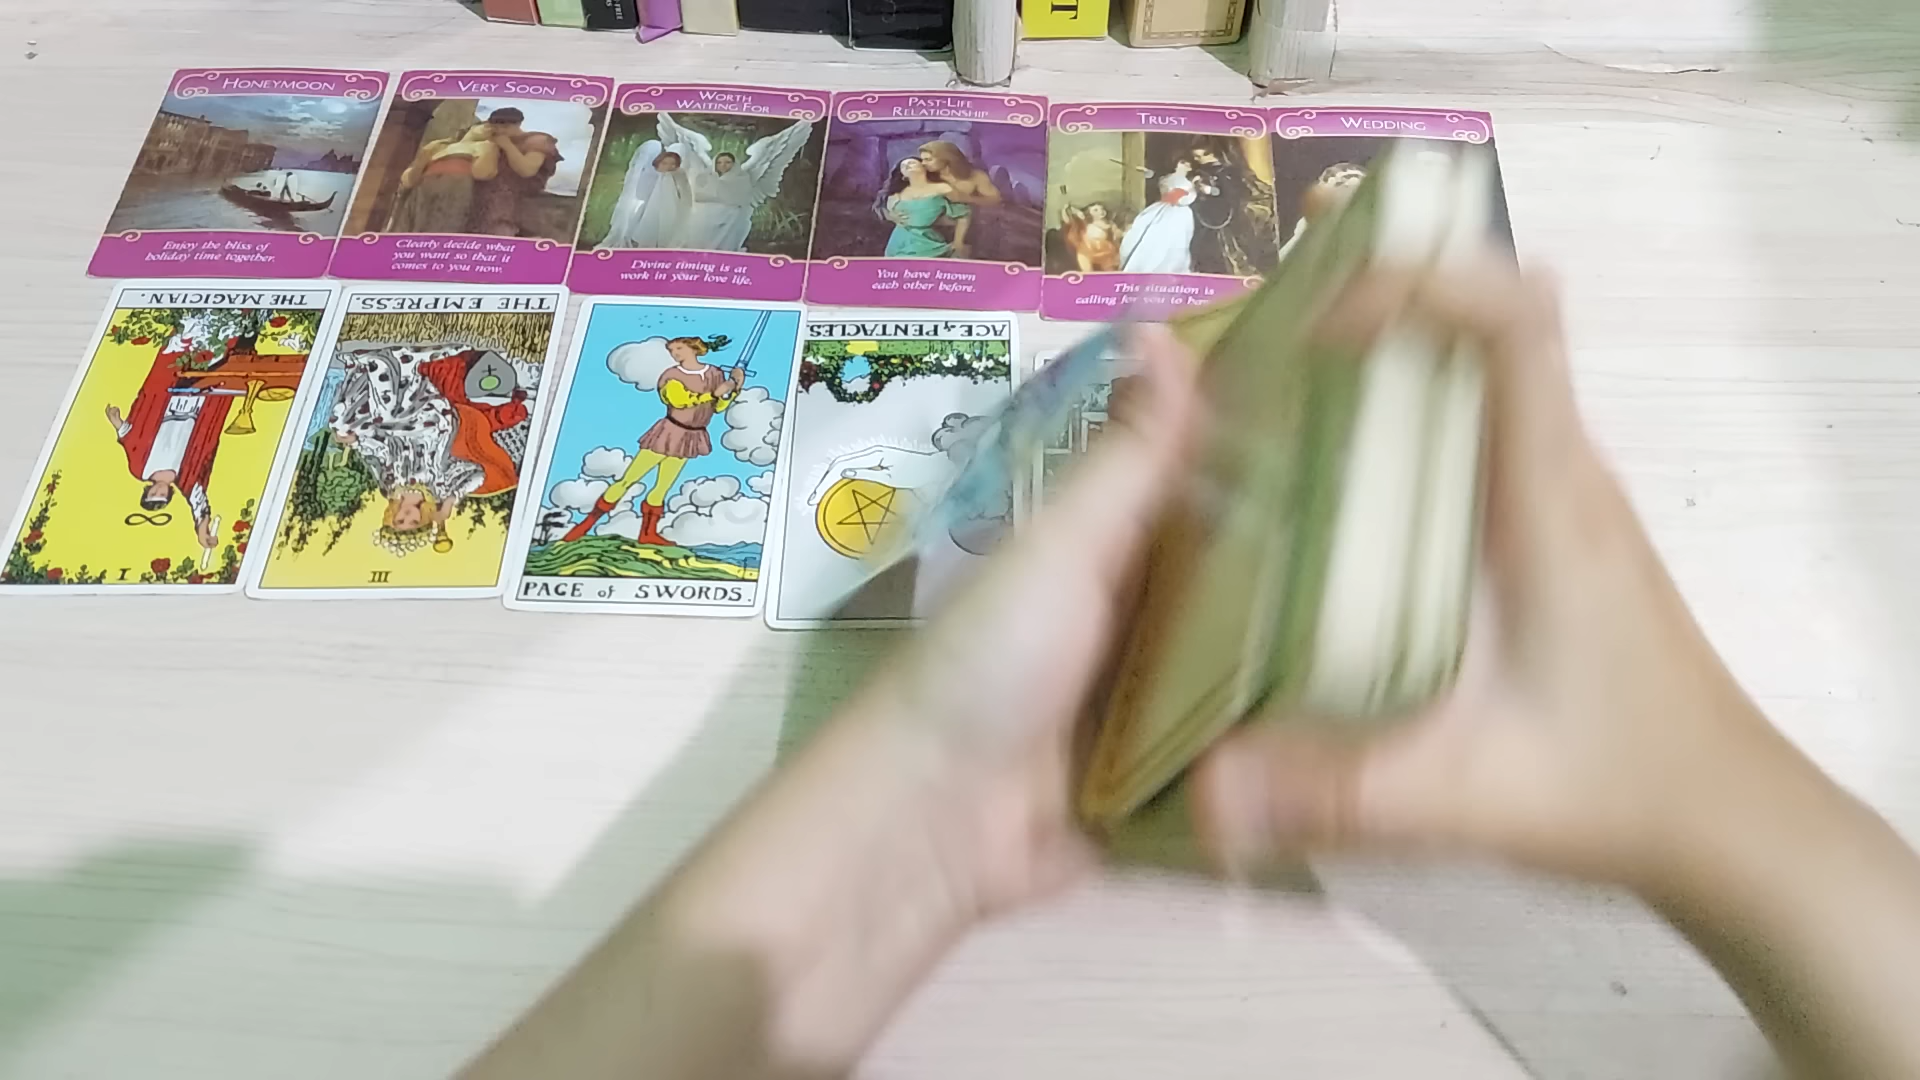 T
HONEYMOON
Enjoy the bliss of
holiday time together.
VERY SOON
Clearly decide what
you want so that it
comes to you now.
WORTH
WAITING FOR
Divine timing is at
work in your love life.
PAST-LIFE
RELATIONSHIP
You have known
each other before.
TRUST
This situation is
calling for you to
WEDDING
THE MAGICIAN.
I
THE EMPRESS.
III
PAGE of SWORDS.
ACE of PENTACLES.